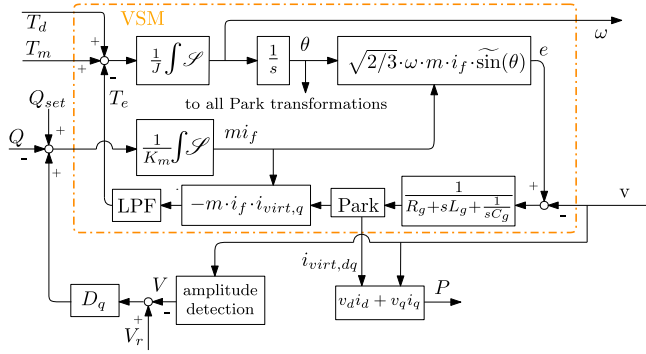 VSM
T_d
T_m
+
+
-
T_e
1/J ∫ 𝒮
1/s
θ
√2/3·ω·m·i_f·s̃in(θ)
e
ω
to all Park transformations
Q_set
+
Q
-
+
1/K_m ∫ 𝒮
mi_f
LPF
-m·i_f·i_virt,q
Park
1/(R_g+sL_g+1/(sC_g))
+
-
v
i_virt,dq
v_d i_d + v_q i_q
P
D_q
V
-
+
V_r
amplitude
detection